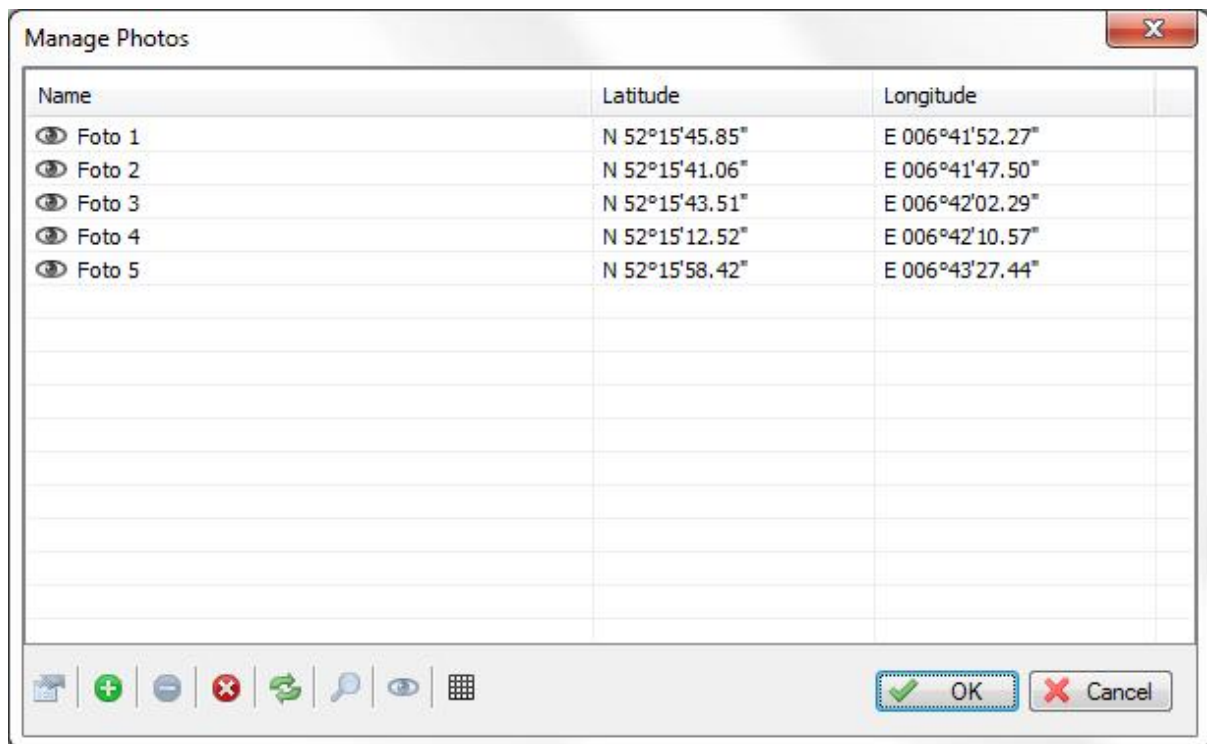 Manage Photos
Name Latitude Longitude
Foto 1 N 52°15'45.85" E 006°41'52.27"
Foto 2 N 52°15'41.06" E 006°41'47.50"
Foto 3 N 52°15'43.51" E 006°42'02.29"
Foto 4 N 52°15'12.52" E 006°42'10.57"
Foto 5 N 52°15'58.42" E 006°43'27.44"
OK Cancel